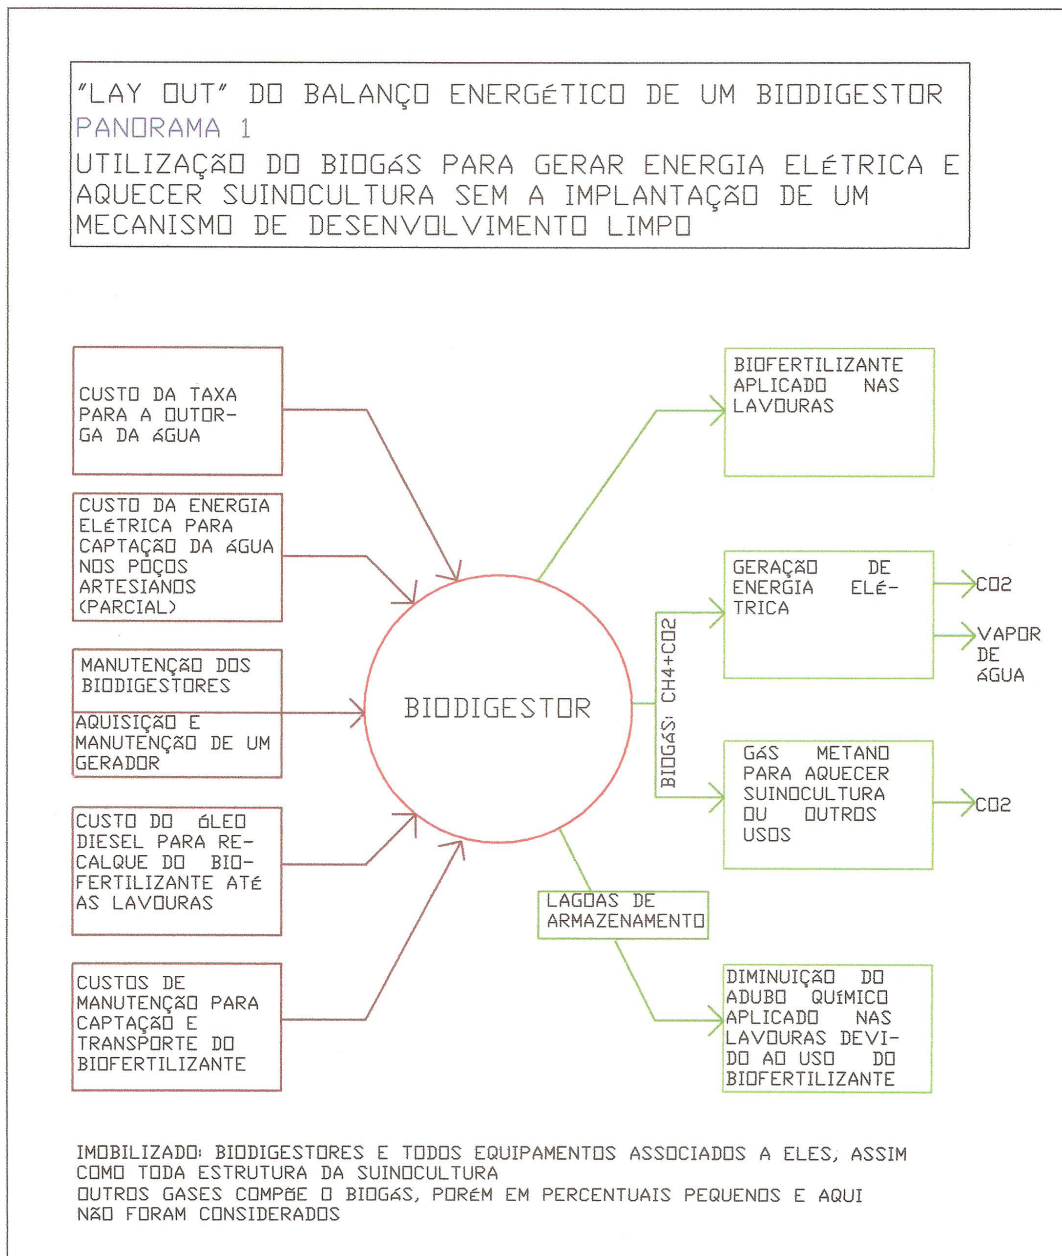 "LAY OUT" DO BALANÇO ENERGÉTICO DE UM BIODIGESTOR
PANORAMA 1
UTILIZAÇÃO DO BIOGÁS PARA GERAR ENERGIA ELÉTRICA E
AQUECER SUINOCULTURA SEM A IMPLANTAÇÃO DE UM
MECANISMO DE DESENVOLVIMENTO LIMPO
CUSTO DA TAXA
PARA A OUTOR-
GA DA ÁGUA
CUSTO DA ENERGIA
ELÉTRICA PARA
CAPTAÇÃO DA ÁGUA
NOS POÇOS
ARTESIANOS
(PARCIAL)
MANUTENÇÃO DOS
BIODIGESTORES
AQUISIÇÃO E
MANUTENÇÃO DE UM
GERADOR
CUSTO DO ÓLEO
DIESEL PARA RE-
CALQUE DO BIO-
FERTILIZANTE ATÉ
AS LAVOURAS
CUSTOS DE
MANUTENÇÃO PARA
CAPTAÇÃO E
TRANSPORTE DO
BIOFERTILIZANTE
BIODIGESTOR
BIOGÁS: CH4+CO2
BIOFERTILIZANTE
APLICADO NAS
LAVOURAS
GERAÇÃO DE
ENERGIA ELÉ-
TRICA
CO2
VAPOR
DE
ÁGUA
GÁS METANO
PARA AQUECER
SUINOCULTURA
OU OUTROS
USOS
CO2
LAGOAS DE
ARMAZENAMENTO
DIMINUIÇÃO DO
ADUBO QUÍMICO
APLICADO NAS
LAVOURAS DEVI-
DO AO USO DO
BIOFERTILIZANTE
IMOBILIZADO: BIODIGESTORES E TODOS EQUIPAMENTOS ASSOCIADOS A ELES, ASSIM
COMO TODA ESTRUTURA DA SUINOCULTURA
OUTROS GASES COMPÕE O BIOGÁS, PORÉM EM PERCENTUAIS PEQUENOS E AQUI
NÃO FORAM CONSIDERADOS